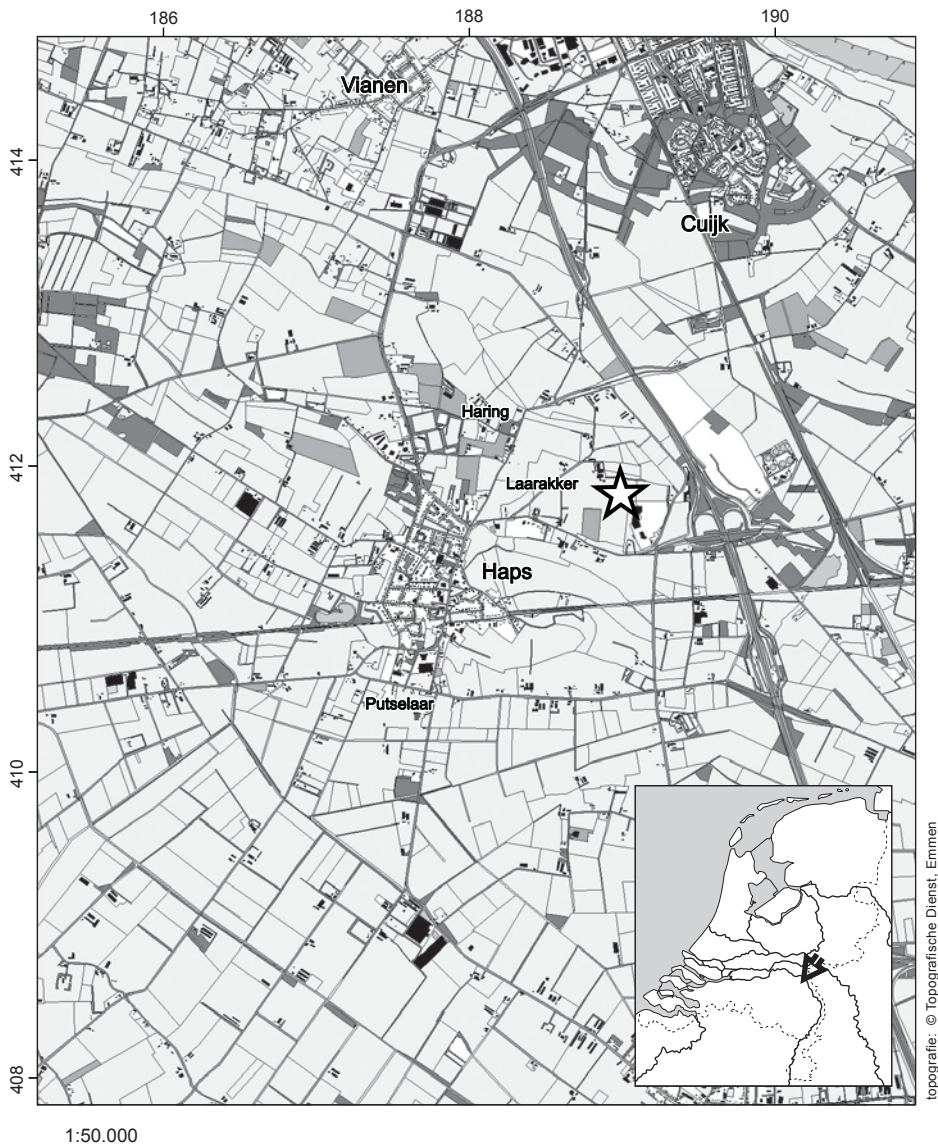 186 188 190
Vianen
414
Cuijk
Haring
412
Laarakker
Haps
Putselaar
410
408
topografie: © Topografische Dienst, Emmen
1:50.000